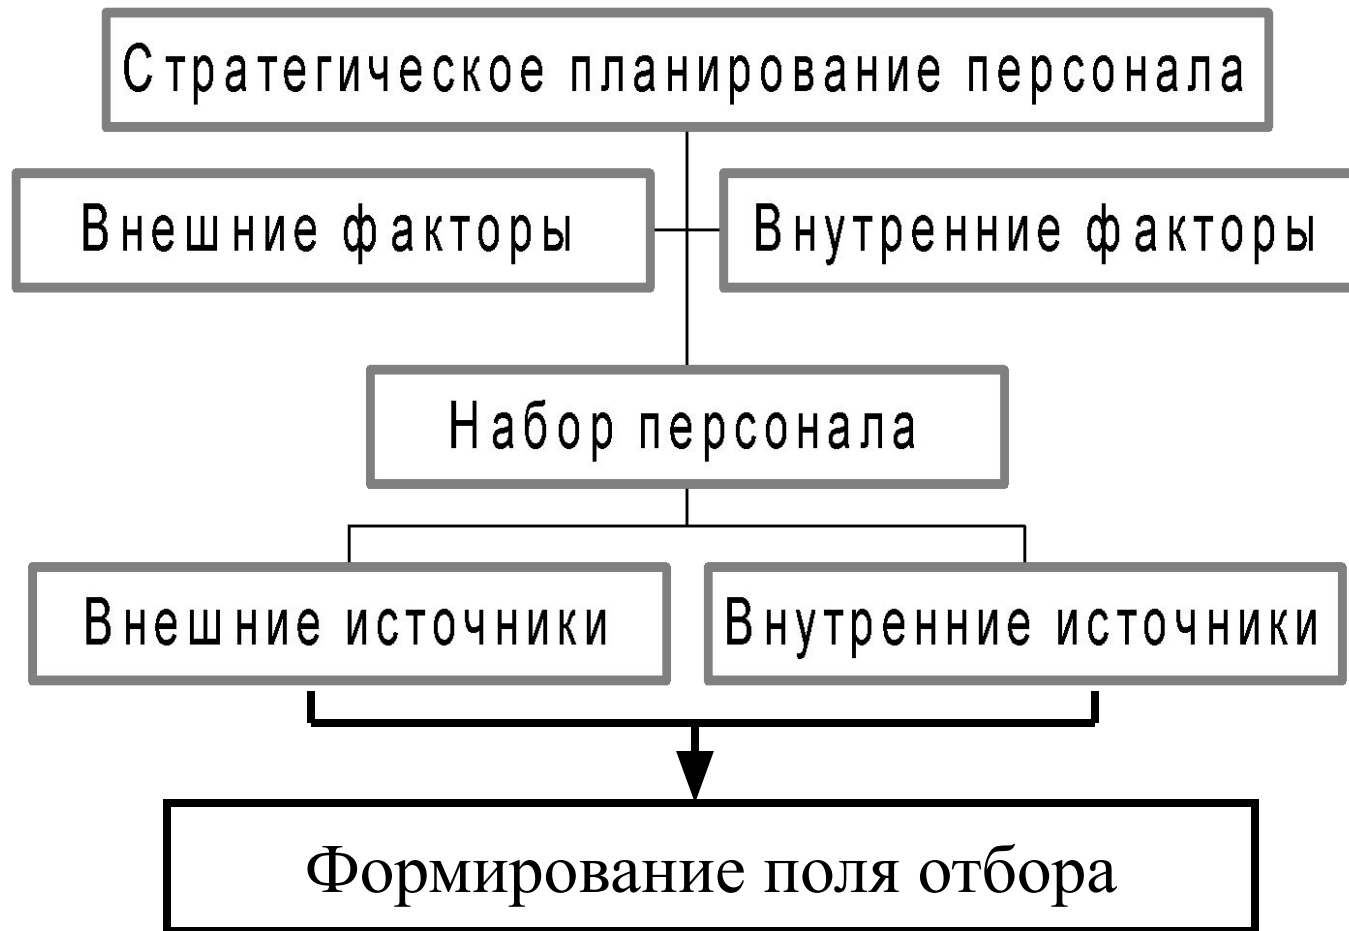 Стратегическое планирование персонала
Внешние факторы
Внутренние факторы
Набор персонала
Внешние источники
Внутренние источники
Формирование поля отбора